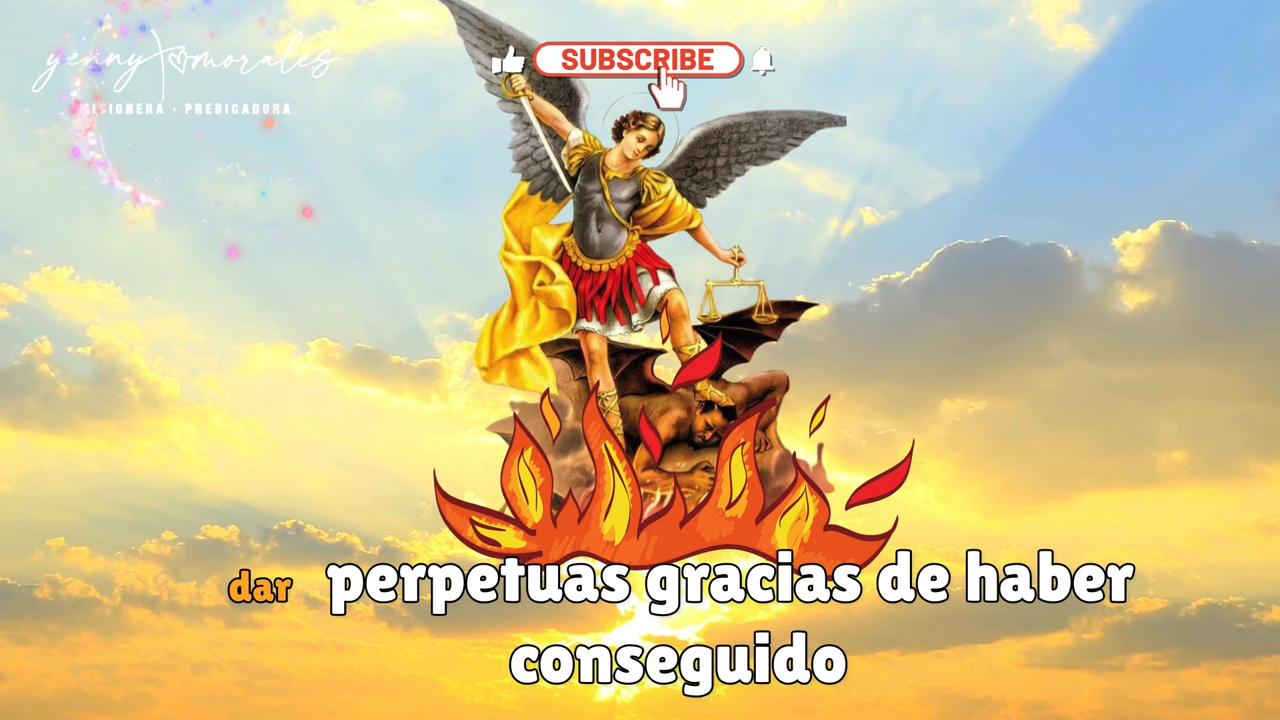 yenny morales
MISIONERA • PREDICADORA
SUBSCRIBE
dar perpetuas gracias de haber
conseguido